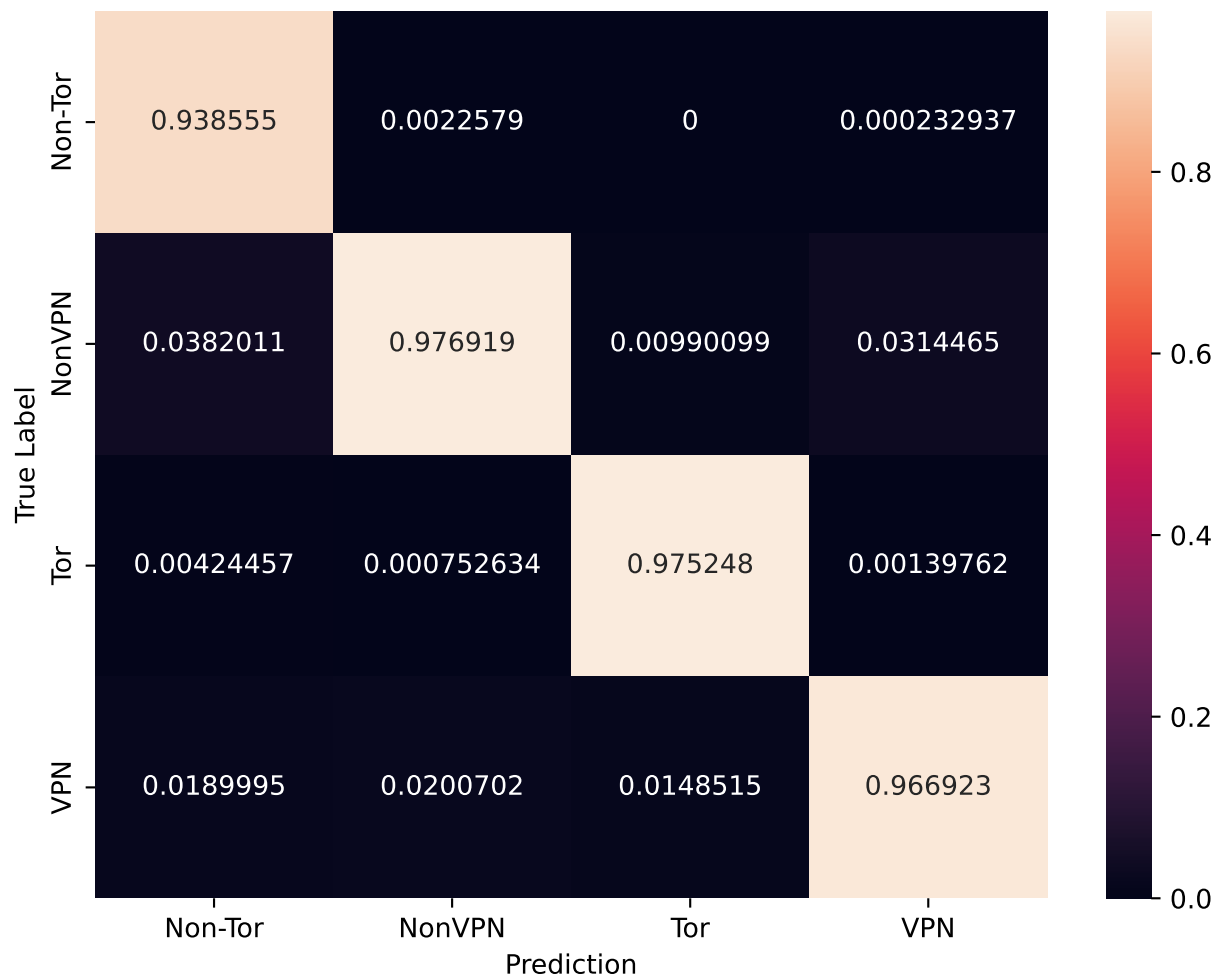 Non-Tor 0.938555 0.0022579 0 0.000232937
NonVPN 0.0382011 0.976919 0.00990099 0.0314465
Tor 0.00424457 0.000752634 0.975248 0.00139762
VPN 0.0189995 0.0200702 0.0148515 0.966923
True Label
Non-Tor NonVPN Tor VPN
Prediction
0.8
0.6
0.4
0.2
0.0